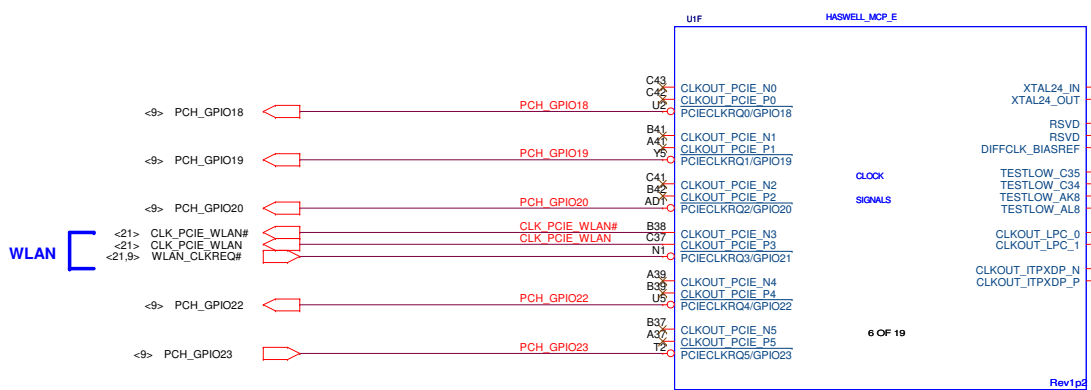 U1F HASWELL_MCP_E
C43 CLKOUT_PCIE_N0 XTAL24_IN
C42 CLKOUT_PCIE_P0 XTAL24_OUT
<9> PCH_GPIO18 PCH_GPIO18 U2 PCIECLKRQ0/GPIO18
RSVD
B41 CLKOUT_PCIE_N1 RSVD
A41 CLKOUT_PCIE_P1 DIFFCLK_BIASREF
<9> PCH_GPIO19 PCH_GPIO19 Y5 PCIECLKRQ1/GPIO19
CLOCK TESTLOW_C35
C41 CLKOUT_PCIE_N2 TESTLOW_C34
B42 CLKOUT_PCIE_P2 SIGNALS TESTLOW_AK8
<9> PCH_GPIO20 PCH_GPIO20 AD1 PCIECLKRQ2/GPIO20 TESTLOW_AL8
<21> CLK_PCIE_WLAN# CLK_PCIE_WLAN# B38 CLKOUT_PCIE_N3 CLKOUT_LPC_0
WLAN <21> CLK_PCIE_WLAN CLK_PCIE_WLAN C37 CLKOUT_PCIE_P3 CLKOUT_LPC_1
<21,9> WLAN_CLKREQ# N1 PCIECLKRQ3/GPIO21
CLKOUT_ITPXDP_N
A39 CLKOUT_PCIE_N4 CLKOUT_ITPXDP_P
B39 CLKOUT_PCIE_P4
<9> PCH_GPIO22 PCH_GPIO22 U5 PCIECLKRQ4/GPIO22
B37 CLKOUT_PCIE_N5 6 OF 19
A37 CLKOUT_PCIE_P5
<9> PCH_GPIO23 PCH_GPIO23 T2 PCIECLKRQ5/GPIO23
Rev1p2